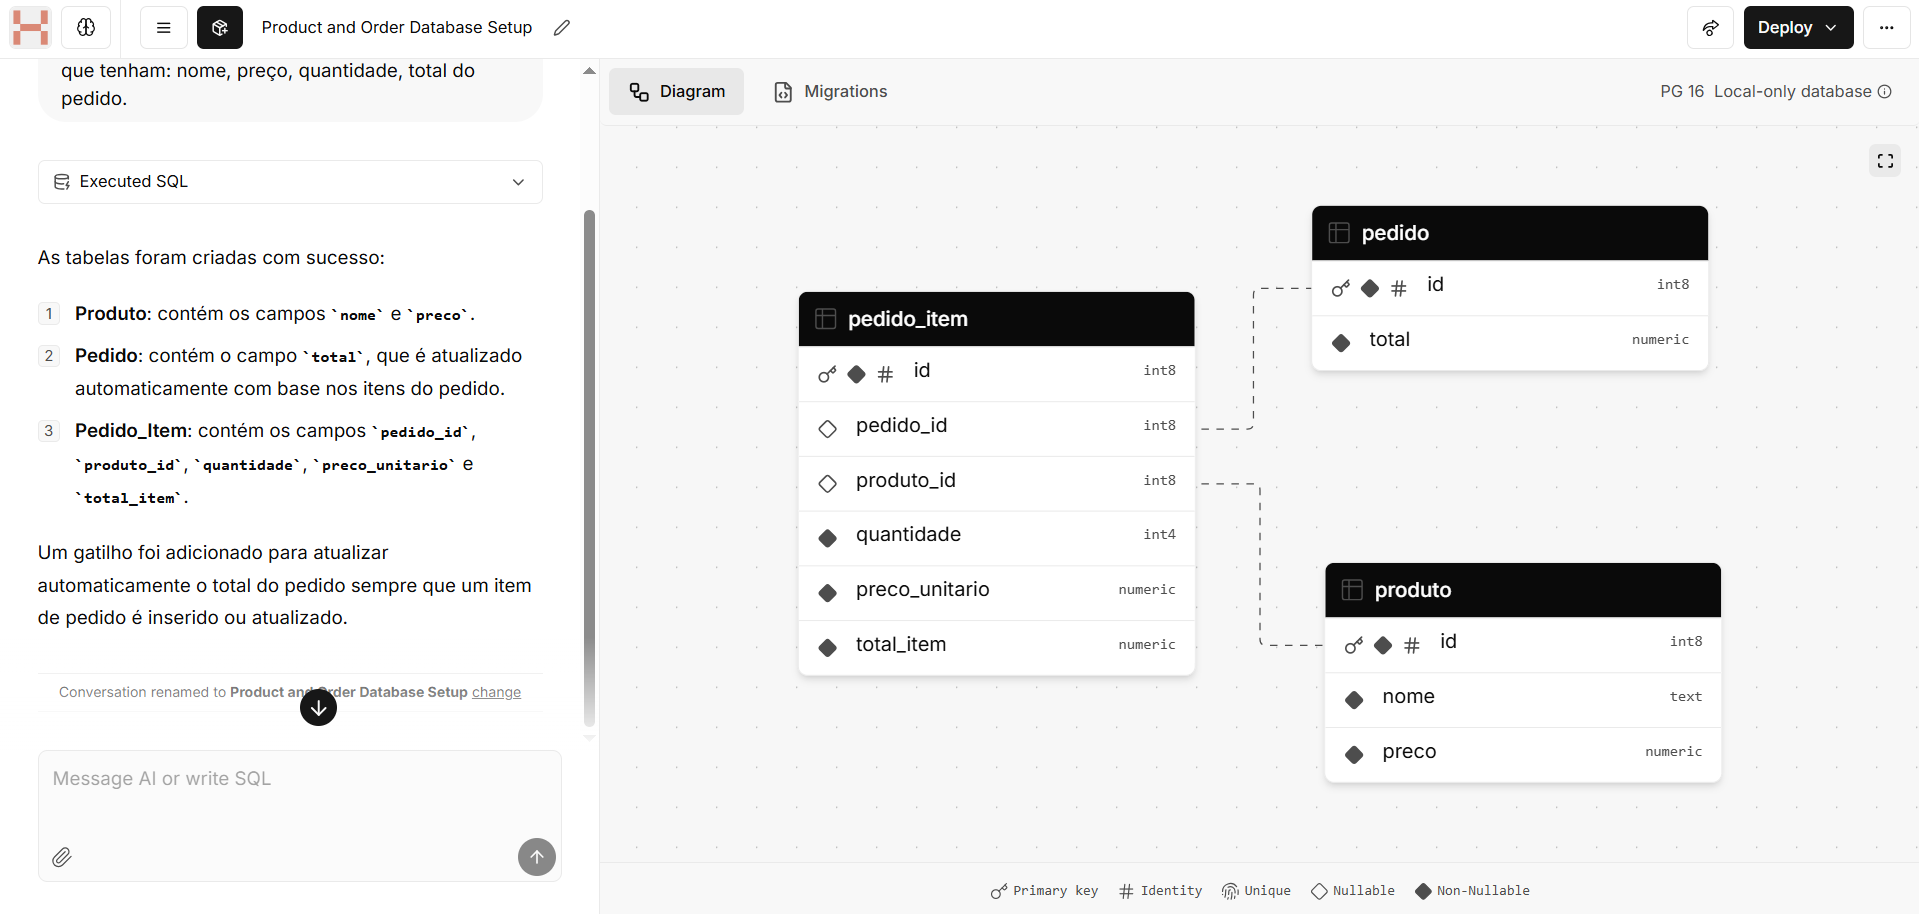 Product and Order Database Setup
Deploy
que tenham: nome, preço, quantidade, total do
pedido.
Executed SQL
As tabelas foram criadas com sucesso:
1 Produto: contém os campos `nome` e `preco`.
2 Pedido: contém o campo `total`, que é atualizado
automaticamente com base nos itens do pedido.
3 Pedido_Item: contém os campos `pedido_id`,
`produto_id`, `quantidade`, `preco_unitario` e
`total_item`.
Um gatilho foi adicionado para atualizar
automaticamente o total do pedido sempre que um item
de pedido é inserido ou atualizado.
Conversation renamed to Product and Order Database Setup change
Message AI or write SQL
Diagram
Migrations
PG 16 Local-only database
pedido_item
id int8
pedido_id int8
produto_id int8
quantidade int4
preco_unitario numeric
total_item numeric
pedido
id int8
total numeric
produto
id int8
nome text
preco numeric
Primary key
Identity
Unique
Nullable
Non-Nullable